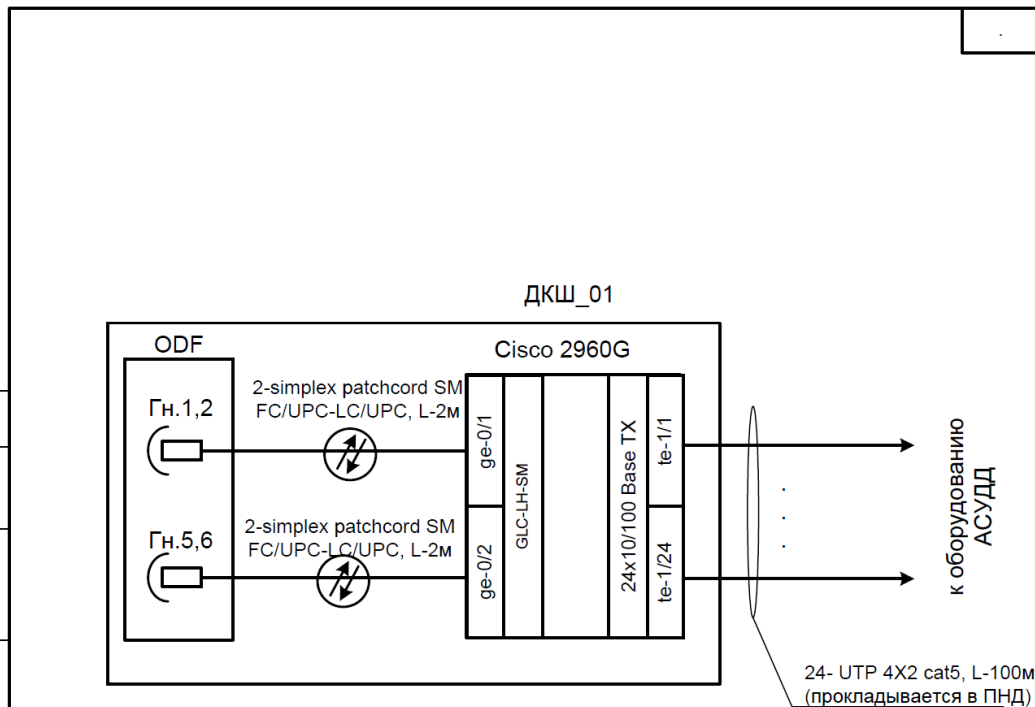 ДКШ_01
ODF
Cisco 2960G
Гн.1,2
2-simplex patchcord SM
FC/UPC-LC/UPC, L-2м
ge-0/1
GLC-LH-SM
24x10/100 Base TX
te-1/1
Гн.5,6
2-simplex patchcord SM
FC/UPC-LC/UPC, L-2м
ge-0/2
te-1/24
к оборудованию
АСУДД
24- UTP 4X2 cat5, L-100м
(прокладывается в ПНД)